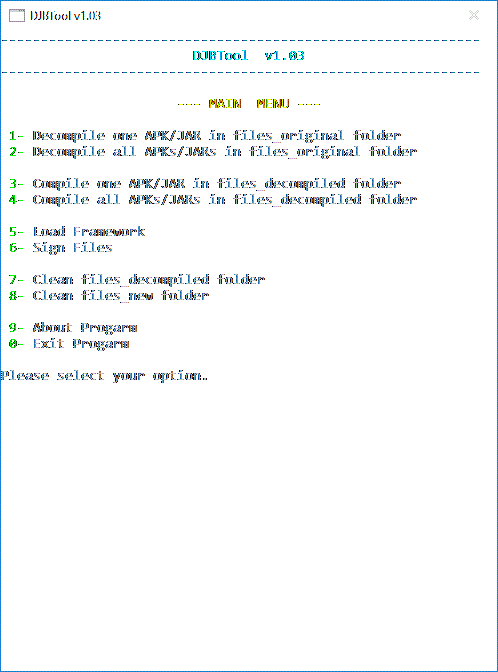 DJBTool v1.03
------------------------------------------------------------
DJBTool v1.03
------------------------------------------------------------
--- MAIN MENU ---
1- Decompile one APK/JAR in files_original folder
2- Decompile all APKs/JARs in files_original folder
3- Compile one APK/JAR in files_decompiled folder
4- Compile all APKs/JARs in files_decompiled folder
5- Load Framework
6- Sign Files
7- Clean files_decompiled folder
8- Clean files_new folder
9- About Progarm
0- Exit Progarm
Please select your option.